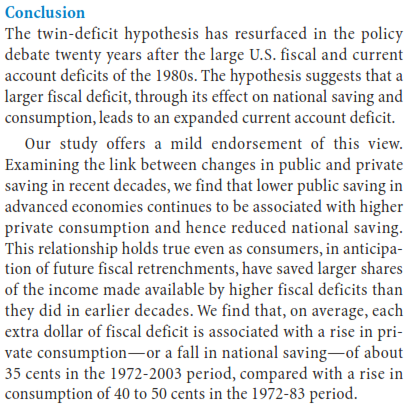 Conclusion
The twin-deficit hypothesis has resurfaced in the policy
debate twenty years after the large U.S. fiscal and current
account deficits of the 1980s. The hypothesis suggests that a
larger fiscal deficit, through its effect on national saving and
consumption, leads to an expanded current account deficit.
Our study offers a mild endorsement of this view.
Examining the link between changes in public and private
saving in recent decades, we find that lower public saving in
advanced economies continues to be associated with higher
private consumption and hence reduced national saving.
This relationship holds true even as consumers, in anticipa-
tion of future fiscal retrenchments, have saved larger shares
of the income made available by higher fiscal deficits than
they did in earlier decades. We find that, on average, each
extra dollar of fiscal deficit is associated with a rise in pri-
vate consumption—or a fall in national saving—of about
35 cents in the 1972-2003 period, compared with a rise in
consumption of 40 to 50 cents in the 1972-83 period.